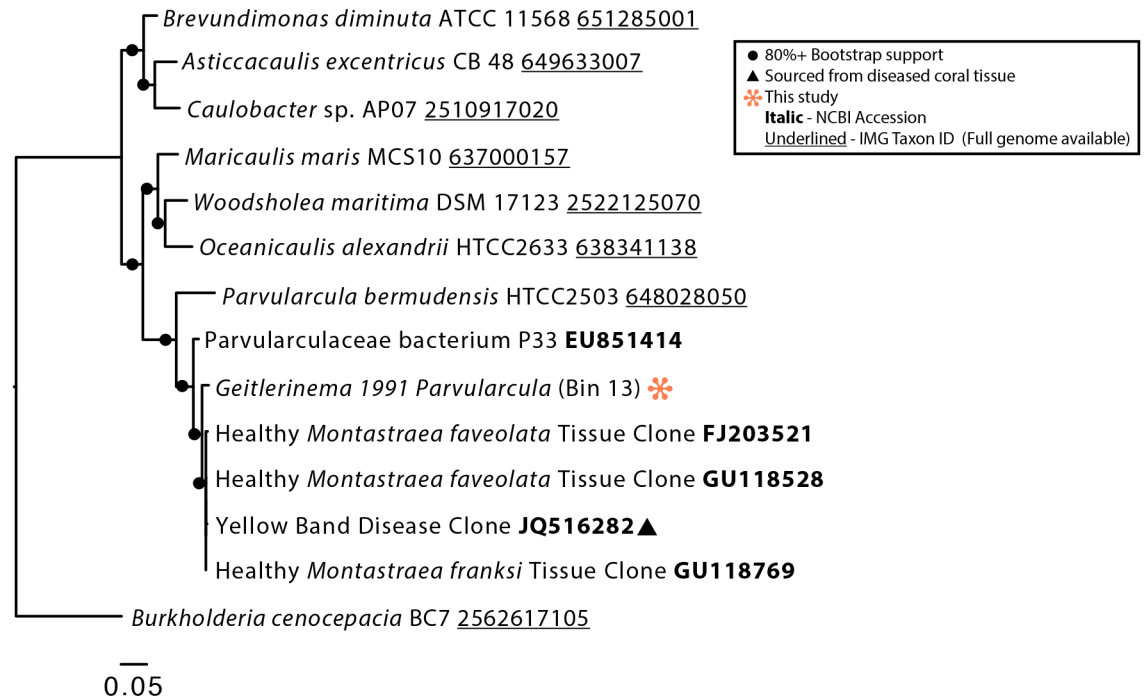 Brevundimonas diminuta ATCC 11568 651285001
Asticcacaulis excentricus CB 48 649633007
Caulobacter sp. AP07 2510917020
Maricaulis maris MCS10 637000157
Woodsholea maritima DSM 17123 2522125070
Oceanicaulis alexandrii HTCC2633 638341138
Parvularcula bermudensis HTCC2503 648028050
Parvularculaceae bacterium P33 EU851414
Geitlerinema 1991 Parvularcula (Bin 13)
Healthy Montastraea faveolata Tissue Clone FJ203521
Healthy Montastraea faveolata Tissue Clone GU118528
Yellow Band Disease Clone JQ516282
Healthy Montastraea franksi Tissue Clone GU118769
Burkholderia cenocepacia BC7 2562617105
0.05
80%+ Bootstrap support
Sourced from diseased coral tissue
This study
Italic - NCBI Accession
Underlined - IMG Taxon ID (Full genome available)